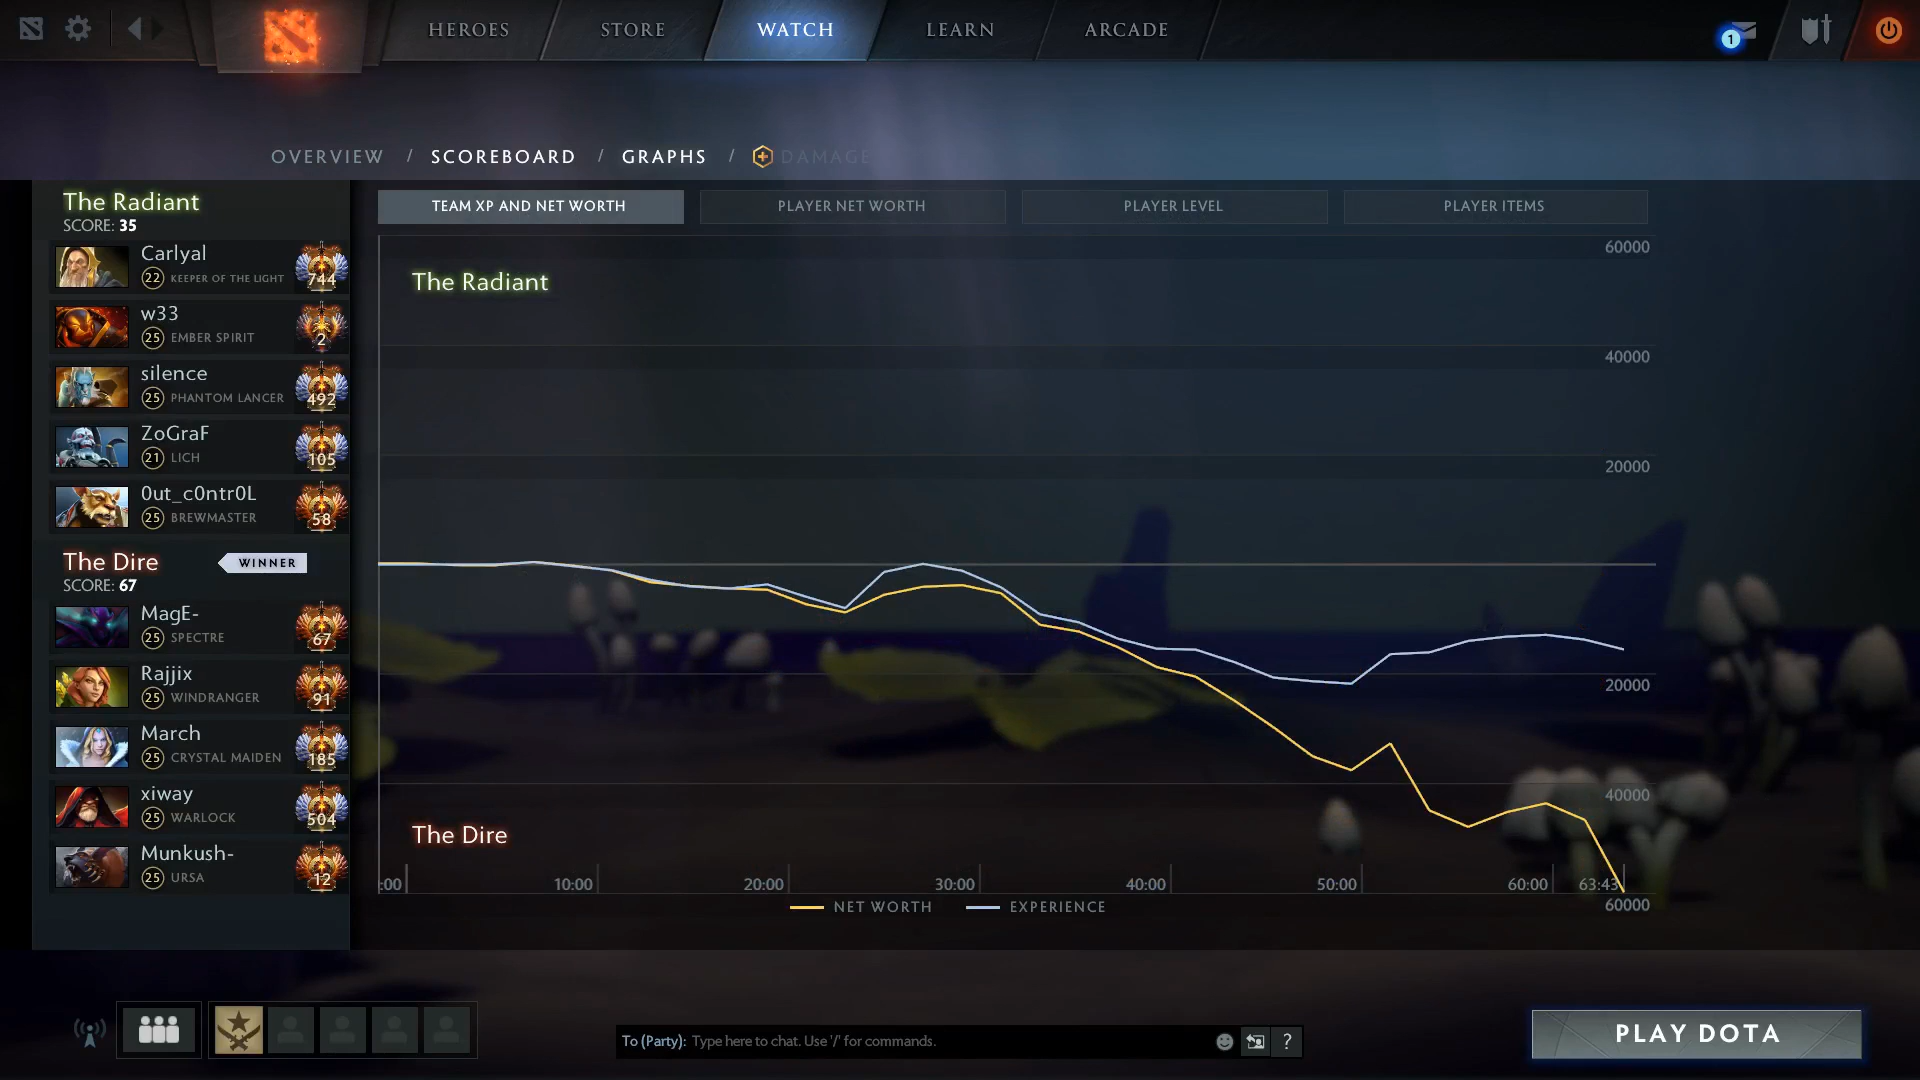 HEROES
STORE
WATCH
LEARN
ARCADE
1
OVERVIEW / SCOREBOARD / GRAPHS / DAMAGE
The Radiant
SCORE: 35
Carlyal
22 KEEPER OF THE LIGHT
744
w33
25 EMBER SPIRIT
2
silence
25 PHANTOM LANCER
492
ZoGraF
21 LICH
105
0ut_c0ntr0L
25 BREWMASTER
58
The Dire
WINNER
SCORE: 67
MagE-
25 SPECTRE
67
Rajjix
25 WINDRANGER
91
March
25 CRYSTAL MAIDEN
185
xiway
25 WARLOCK
504
Munkush-
25 URSA
12
TEAM XP AND NET WORTH
PLAYER NET WORTH
PLAYER LEVEL
PLAYER ITEMS
The Radiant
60000
40000
20000
20000
40000
The Dire
:00 10:00 20:00 30:00 40:00 50:00 60:00 63:43
60000
NET WORTH
EXPERIENCE
To (Party): Type here to chat. Use '/' for commands.
?
PLAY DOTA